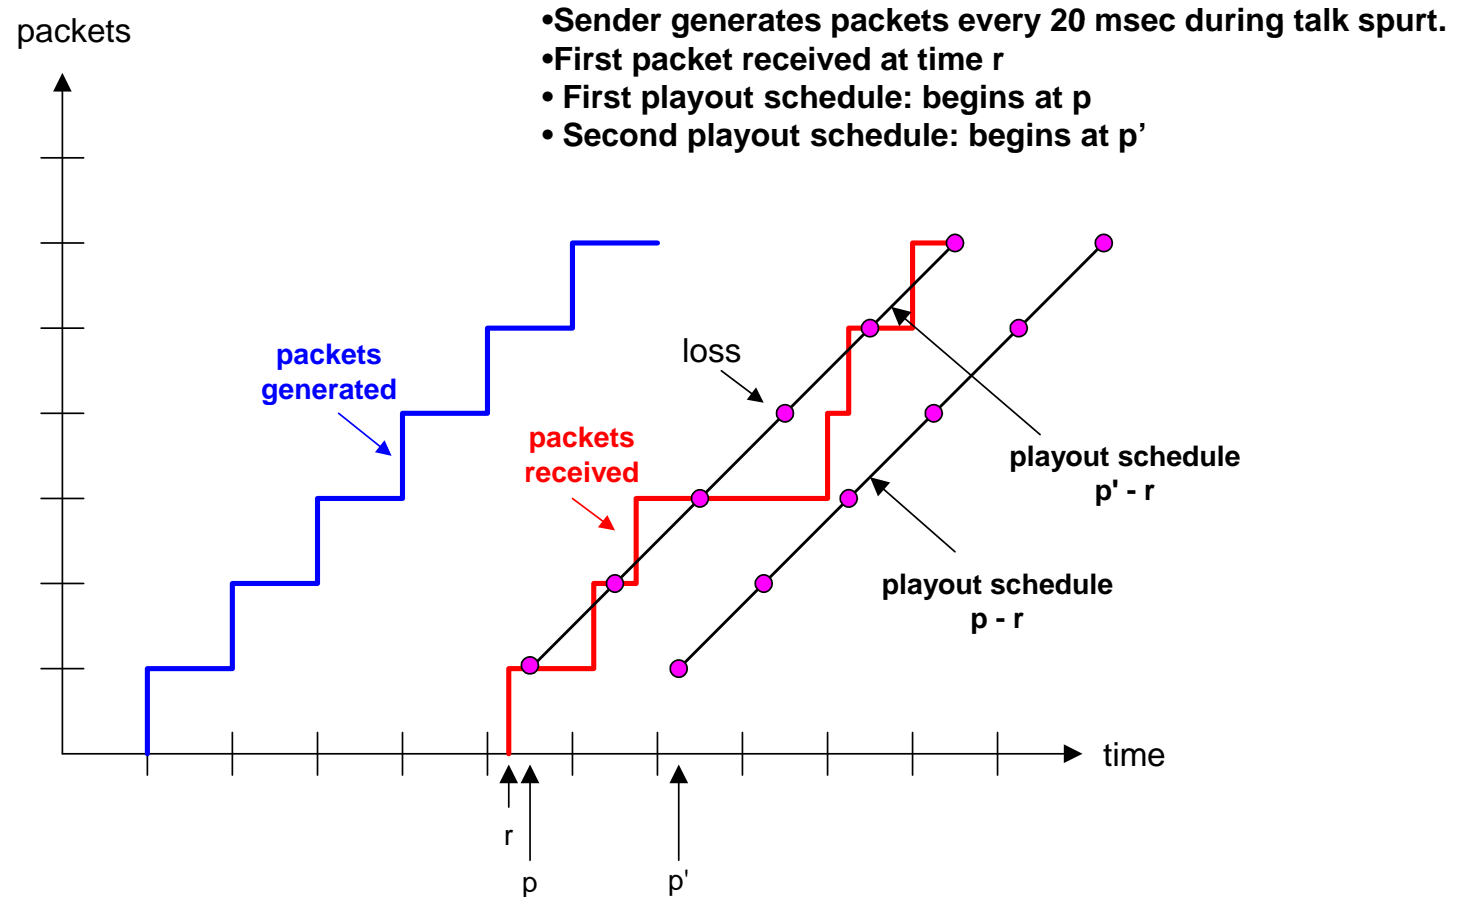 packets
•Sender generates packets every 20 msec during talk spurt.
•First packet received at time r
• First playout schedule: begins at p
• Second playout schedule: begins at p’
packets
generated
loss
packets
received
playout schedule
p' - r
playout schedule
p - r
time
r
p
p'